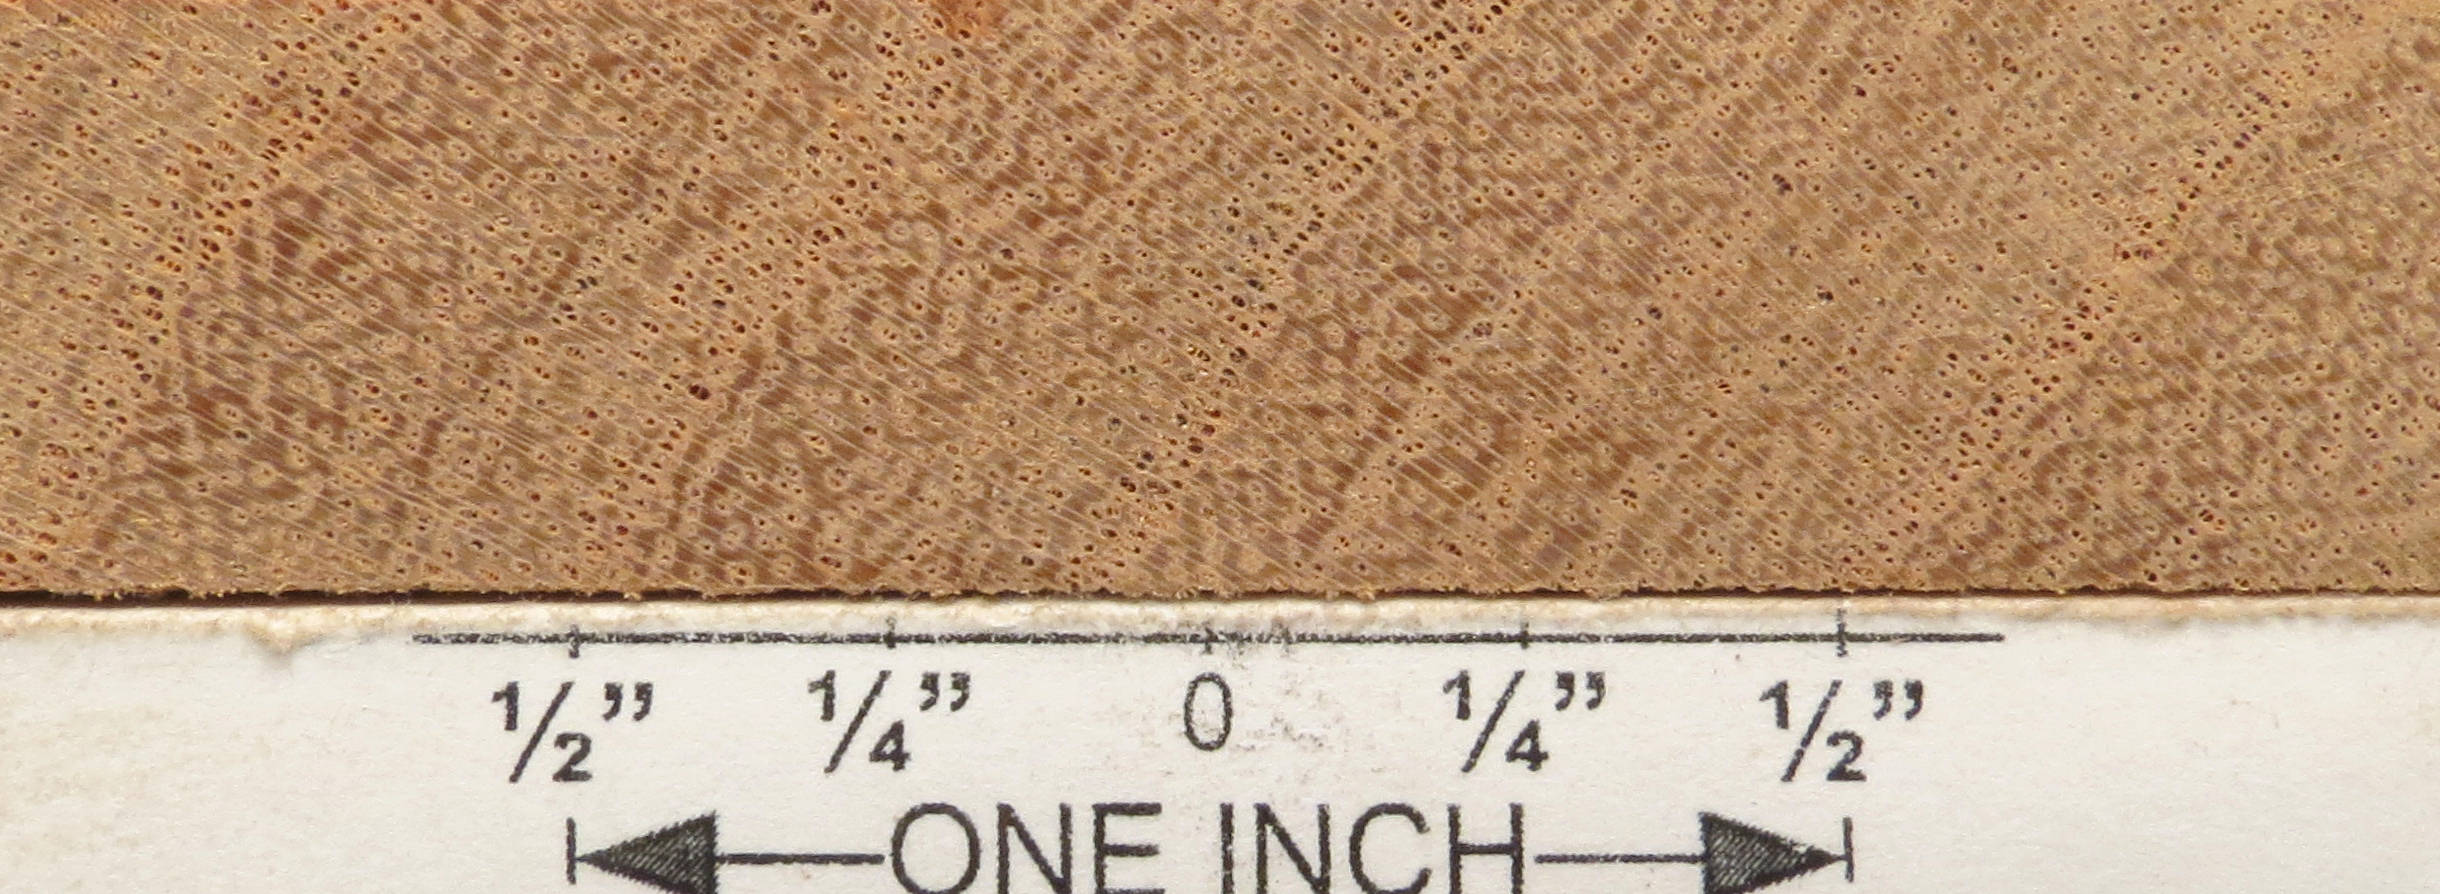 1/2” 1/4” 0 1/4” 1/2”
ONE INCH